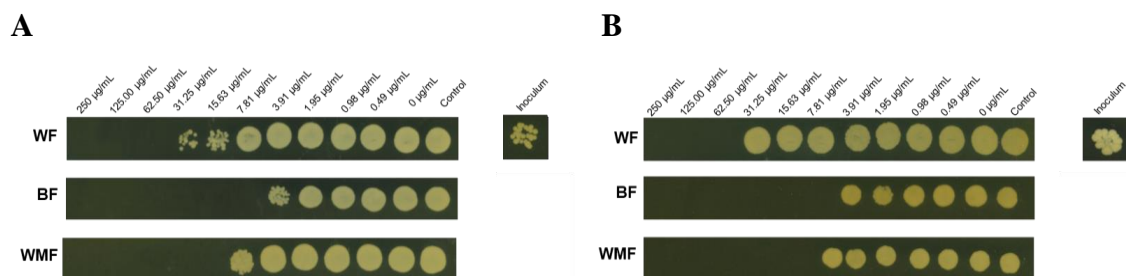 A
B
250 µg/mL
125.00 µg/mL
62.50 µg/mL
31.25 µg/mL
15.63 µg/mL
7.81 µg/mL
3.91 µg/mL
1.95 µg/mL
0.98 µg/mL
0.49 µg/mL
0 µg/mL
Control
Inoculum
250 µg/mL
125.00 µg/mL
62.50 µg/mL
31.25 µg/mL
15.63 µg/mL
7.81 µg/mL
3.91 µg/mL
1.95 µg/mL
0.98 µg/mL
0.49 µg/mL
0 µg/mL
Control
Inoculum
WF
WF
BF
BF
WMF
WMF